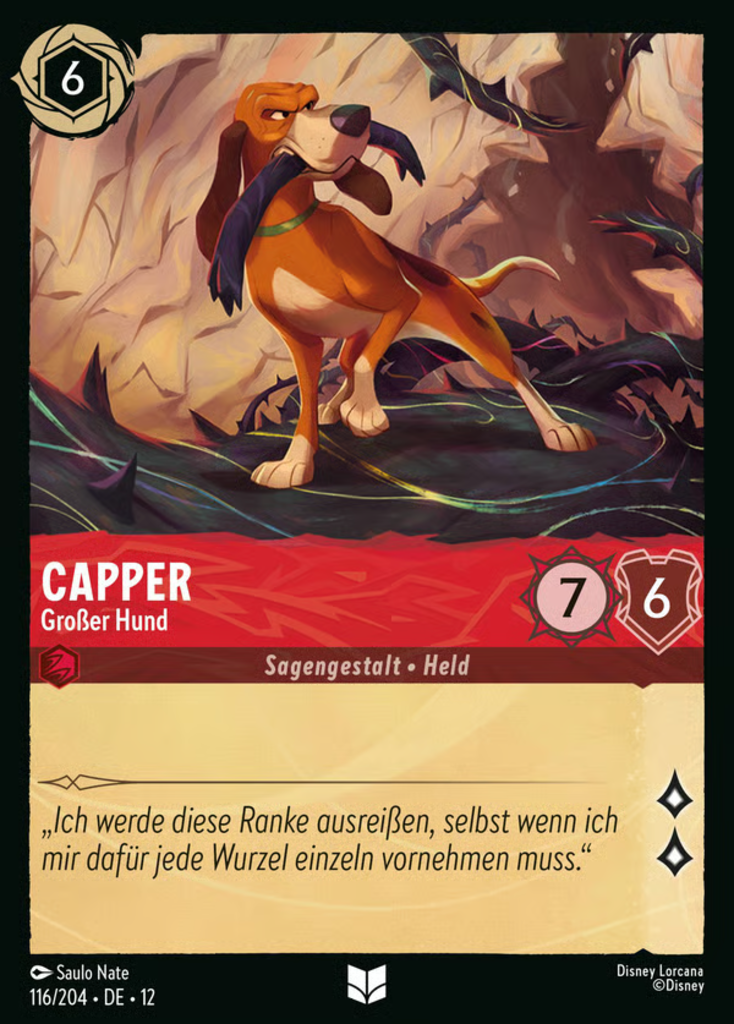 6
CAPPER
Großer Hund
7
6
Sagengestalt • Held
„Ich werde diese Ranke ausreißen, selbst wenn ich
mir dafür jede Wurzel einzeln vornehmen muss.“
Saulo Nate
116/204 • DE • 12
Disney Lorcana
©Disney